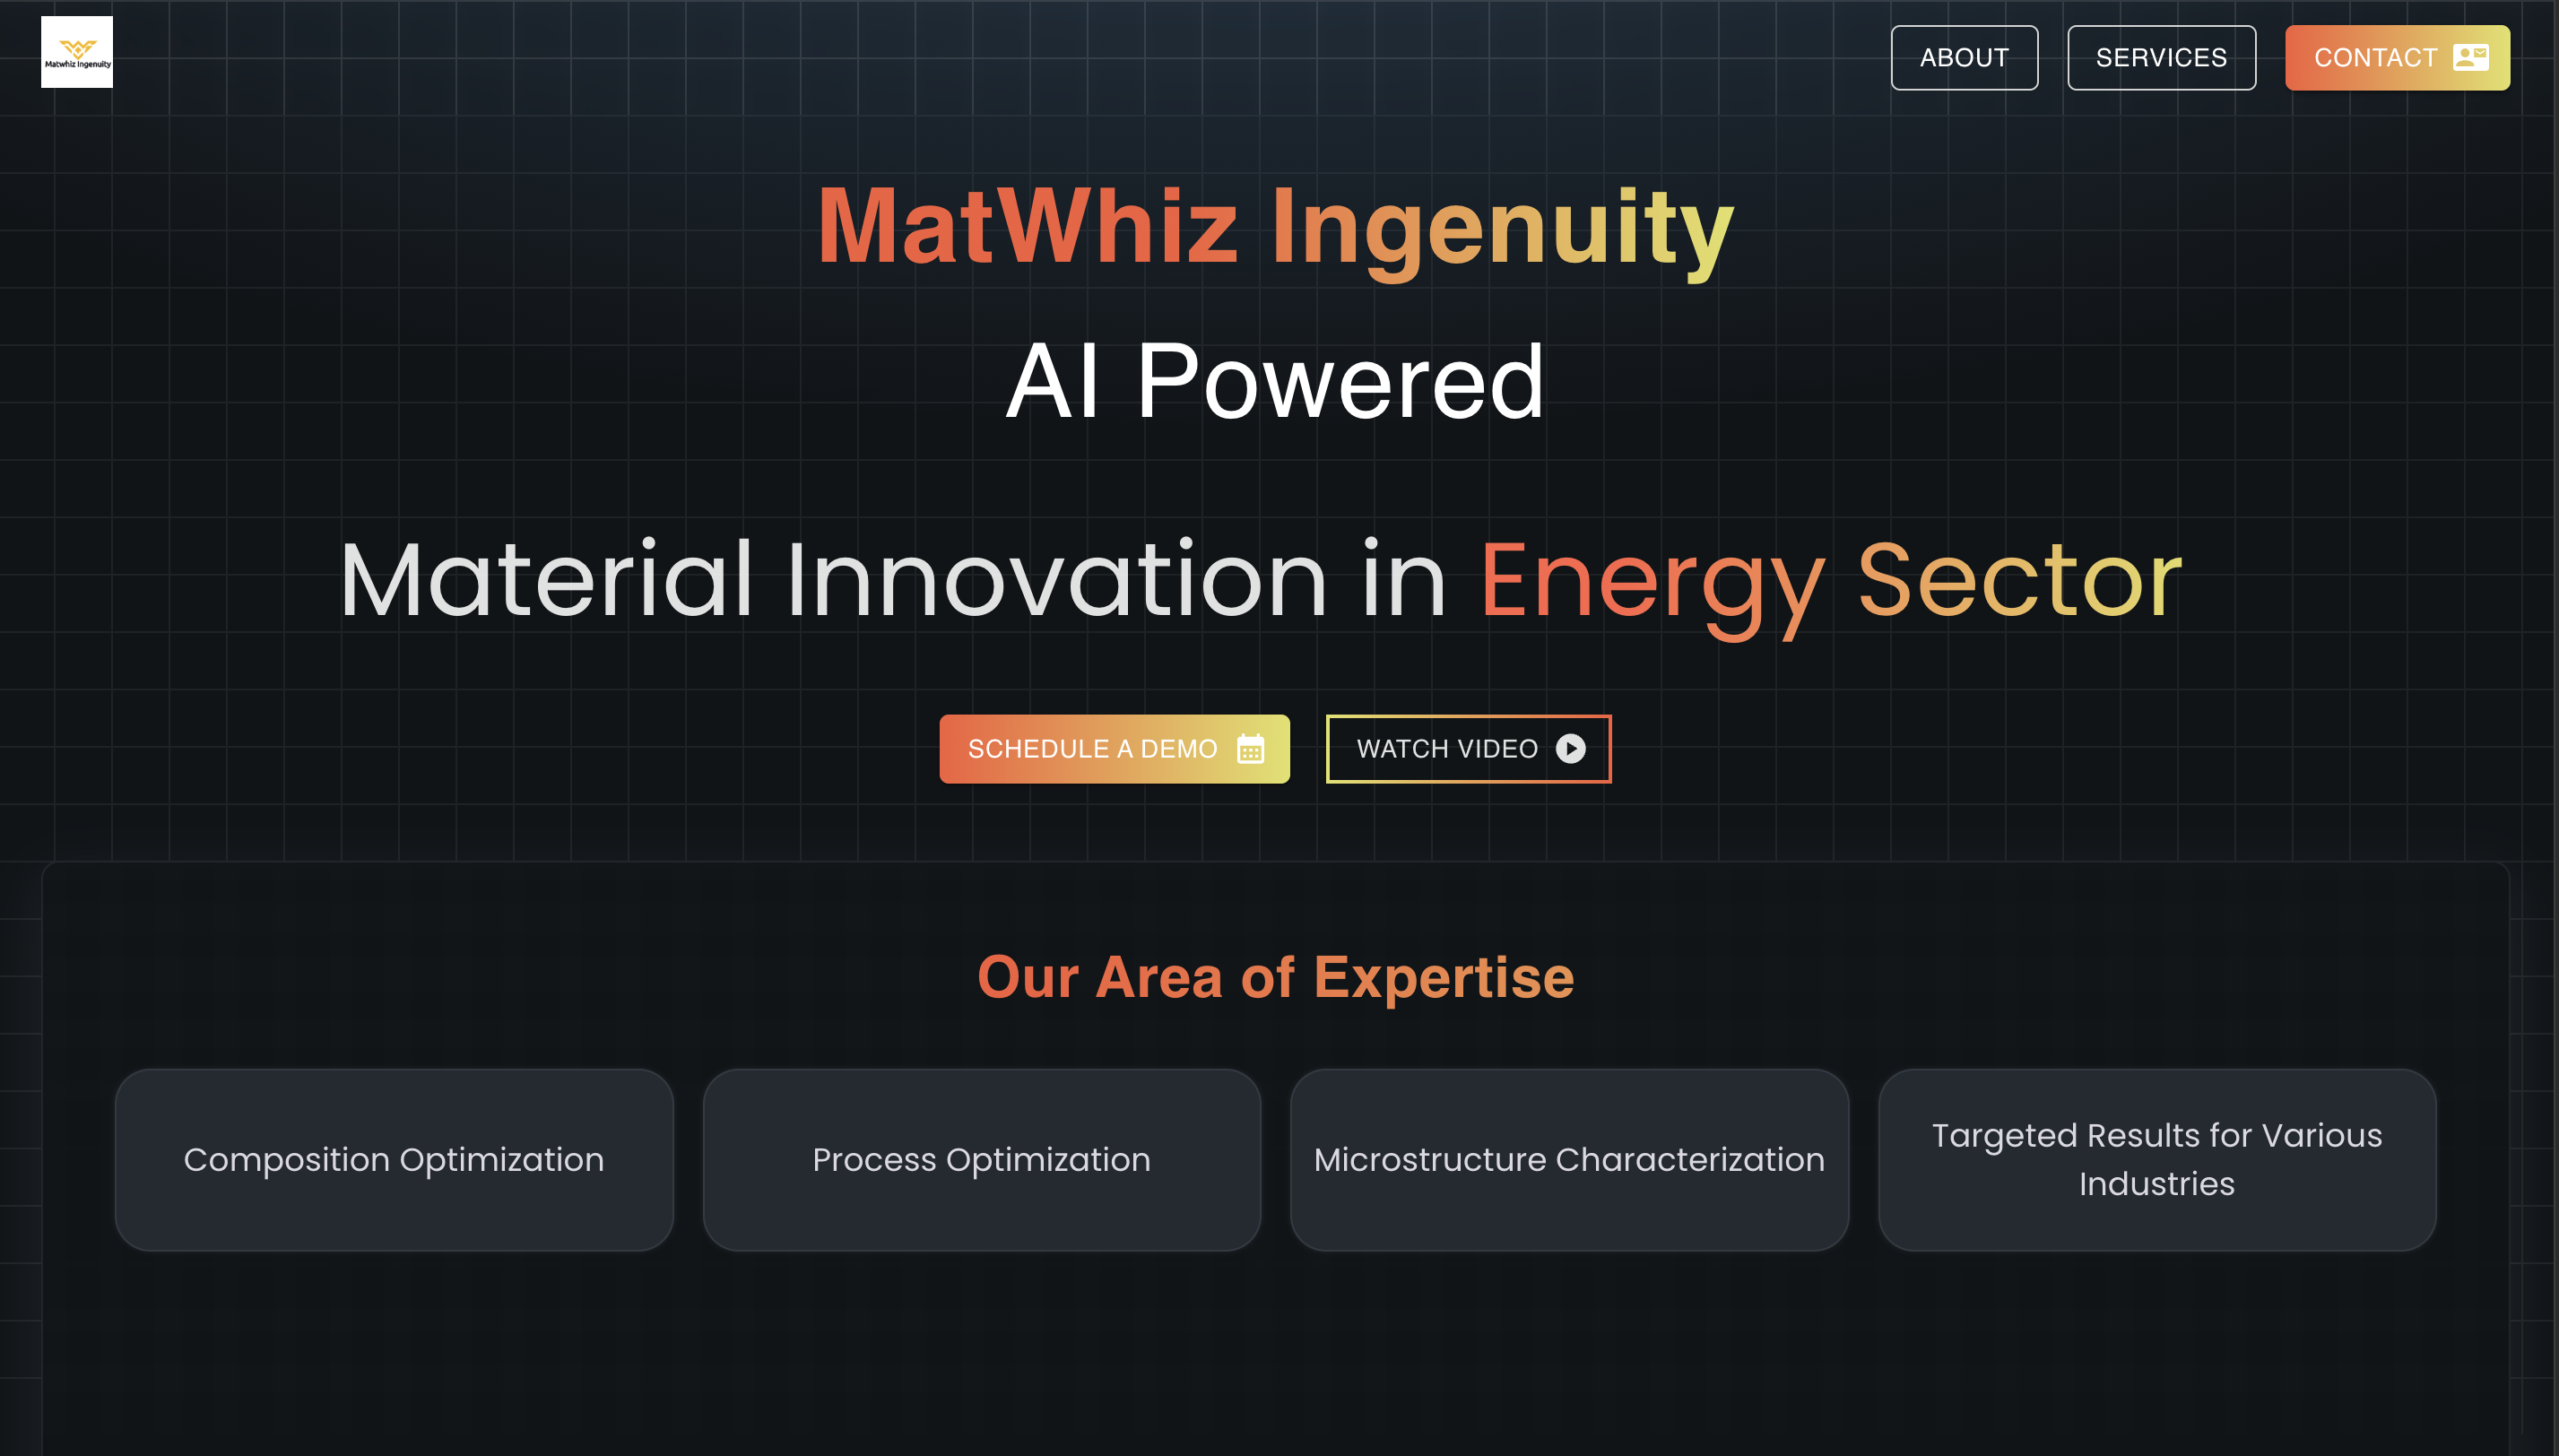 Matwhiz Ingenuity
ABOUT
SERVICES
CONTACT
MatWhiz Ingenuity
AI Powered
Material Innovation in Energy Sector
SCHEDULE A DEMO
WATCH VIDEO
Our Area of Expertise
Composition Optimization
Process Optimization
Microstructure Characterization
Targeted Results for Various
Industries